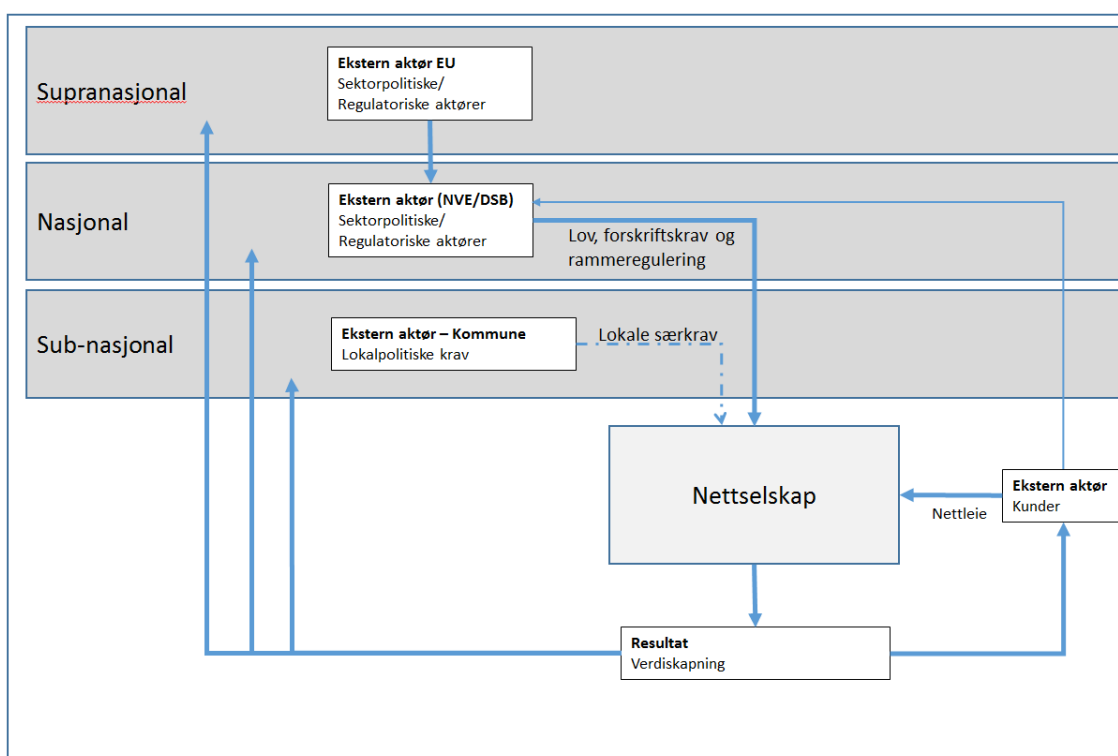 Supranasjonal
Ekstern aktør EU
Sektorpolitiske/
Regulatoriske aktører
Nasjonal
Ekstern aktør (NVE/DSB)
Sektorpolitiske/
Regulatoriske aktører
Lov, forskriftskrav og
rammeregulering
Sub-nasjonal
Ekstern aktør – Kommune
Lokalpolitiske krav
Lokale særkrav
Nettselskap
Nettleie
Ekstern aktør
Kunder
Resultat
Verdiskapning